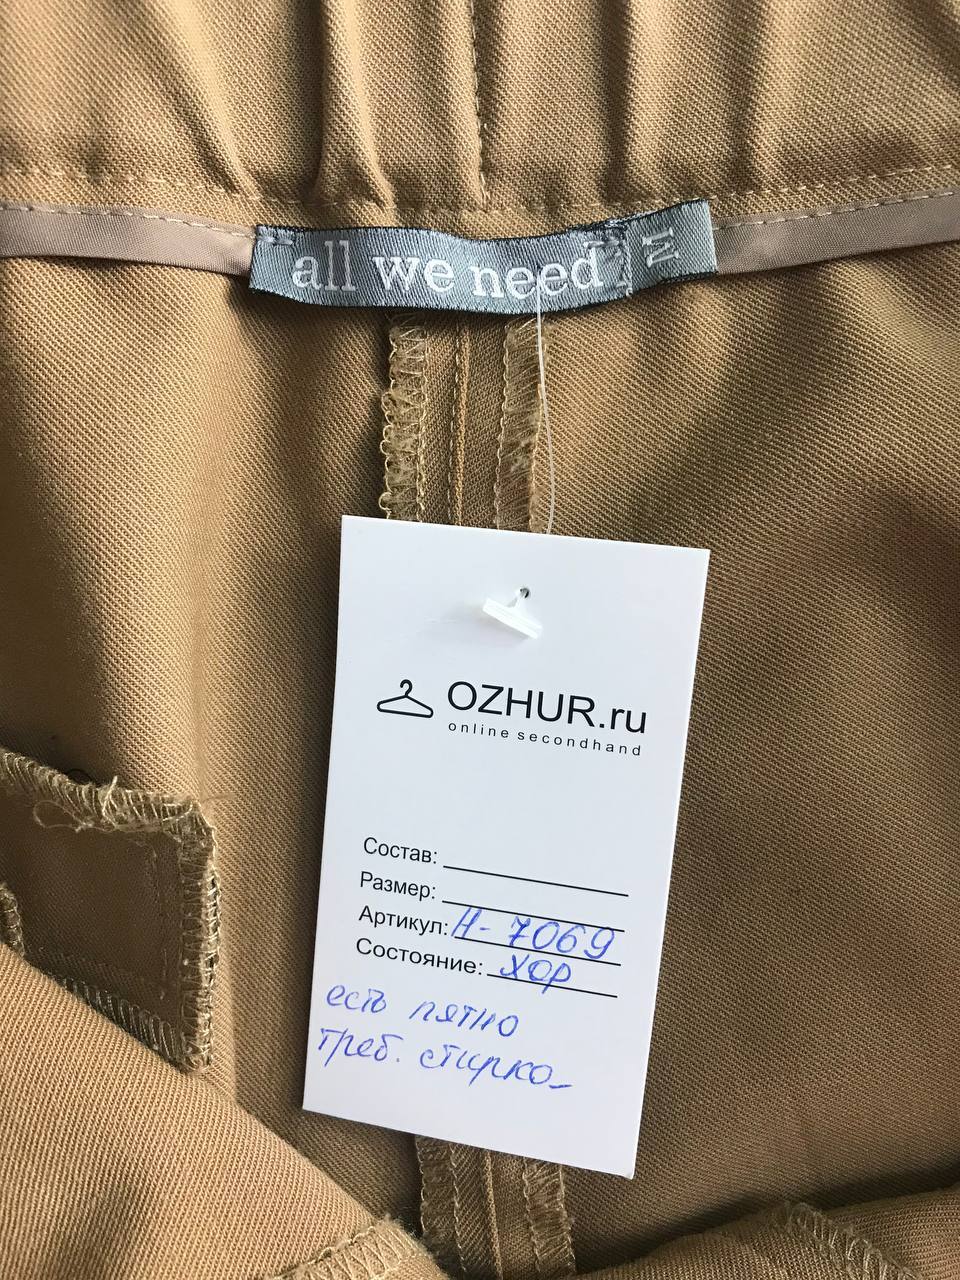 all we need M
OZHUR.ru
online secondhand
Состав:
Размер:
Артикул: Н- 7069
Состояние: хор
есть пятно
треб. стирка